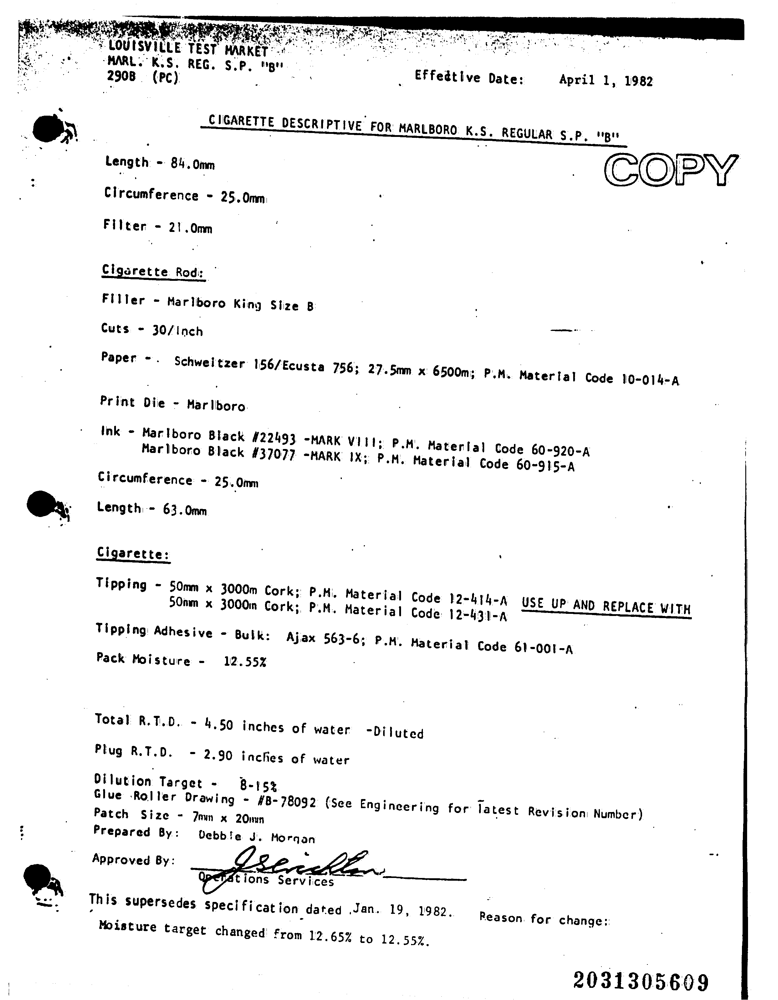 LOUISVILLE TEST MARKET
MARL. K.S. REG. S.P. "B"
290B (PC)
Effective Date: April 1, 1982
CIGARETTE DESCRIPTIVE FOR MARLBORO K.S. REGULAR S.P. "B"
COPY
Length - 84.0mm
Circumference - 25.0mm
Filter - 21.0mm
Cigarette Rod:
Filler - Marlboro King Size B
Cuts - 30/inch
Paper - Schweitzer 156/Ecusta 756; 27.5mm x 6500m; P.M. Material Code 10-014-A
Print Die - Marlboro
Ink - Marlboro Black #22493 -MARK VIII; P.M. Material Code 60-920-A
Marlboro Black #37077 -MARK IX; P.M. Material Code 60-915-A
Circumference - 25.0mm
Length - 63.0mm
Cigarette:
Tipping - 50mm x 3000m Cork; P.M. Material Code 12-414-A USE UP AND REPLACE WITH
50mm x 3000m Cork; P.M. Material Code 12-431-A
Tipping Adhesive - Bulk: Ajax 563-6; P.M. Material Code 61-001-A
Pack Moisture - 12.55%
Total R.T.D. - 4.50 inches of water -Diluted
Plug R.T.D. - 2.90 inches of water
Dilution Target - 8-15%
Glue Roller Drawing - #B-78092 (See Engineering for latest Revision Number)
Patch Size - 7mm x 20mm
Prepared By: Debbie J. Morgan
Approved By:
Operations Services
This supersedes specification dated Jan. 19, 1982. Reason for change:
Moisture target changed from 12.65% to 12.55%.
2031305609